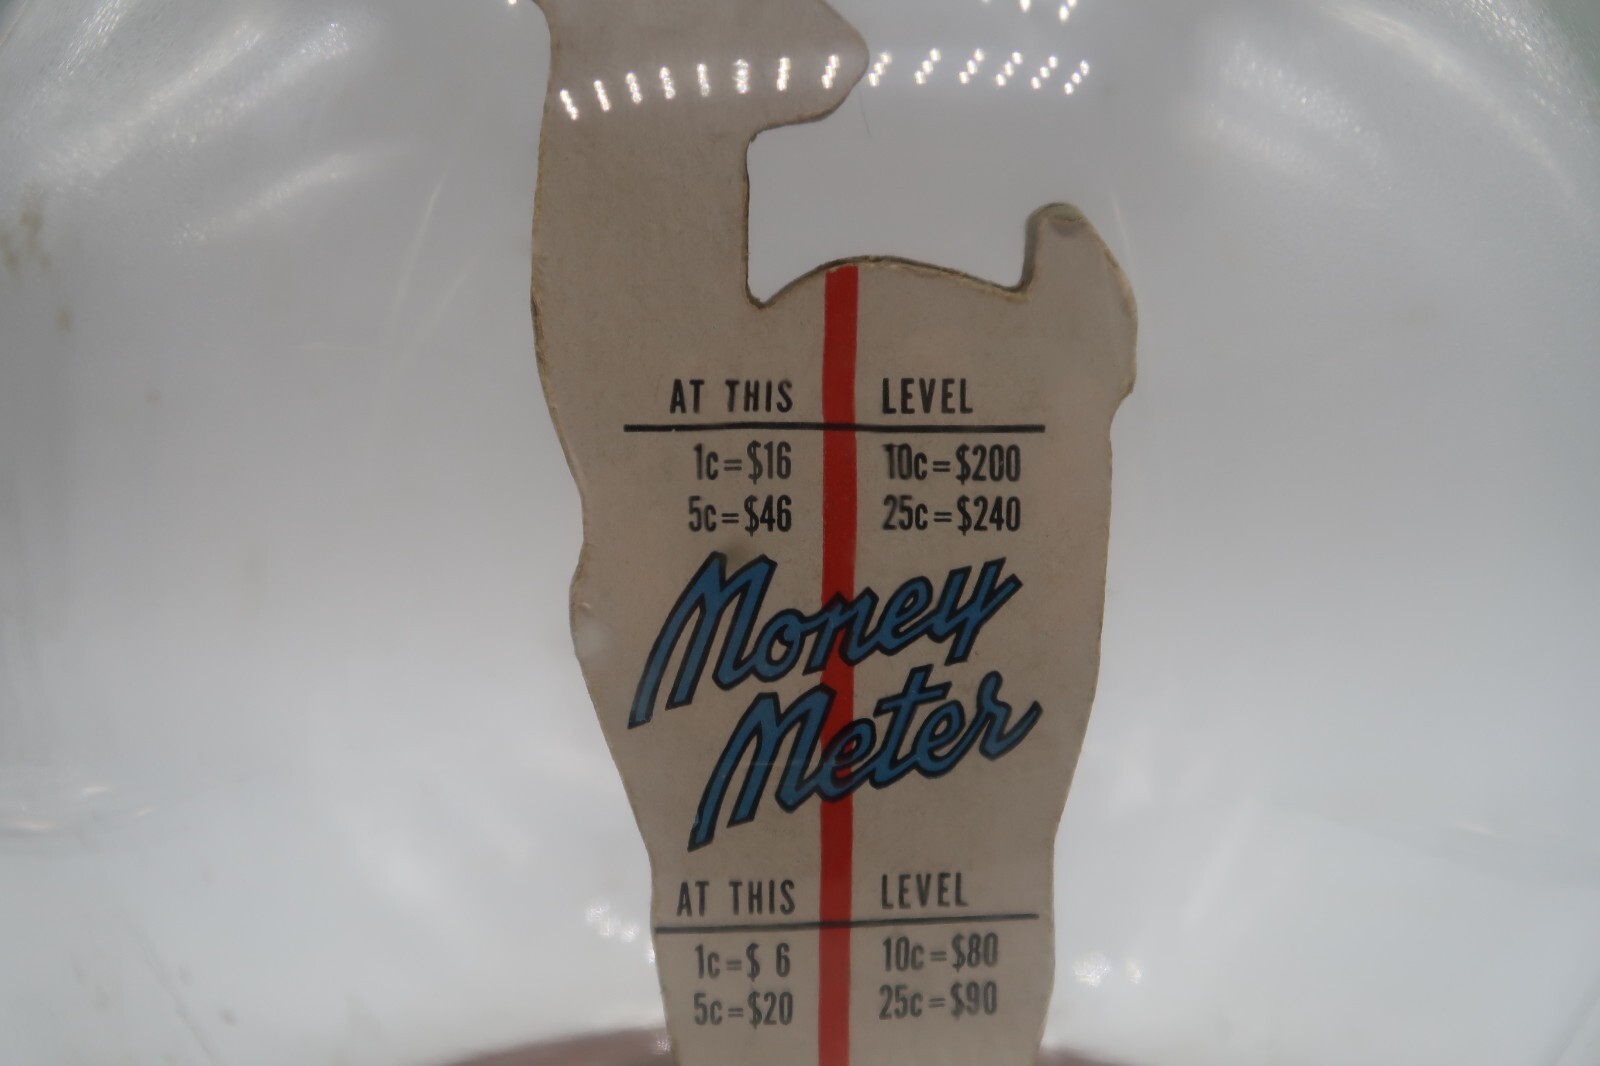 AT THIS LEVEL
1c=$16 10c=$200
5c=$46 25c=$240
Money
Meter
AT THIS LEVEL
1c=$ 6 10c=$80
5c=$20 25c=$90